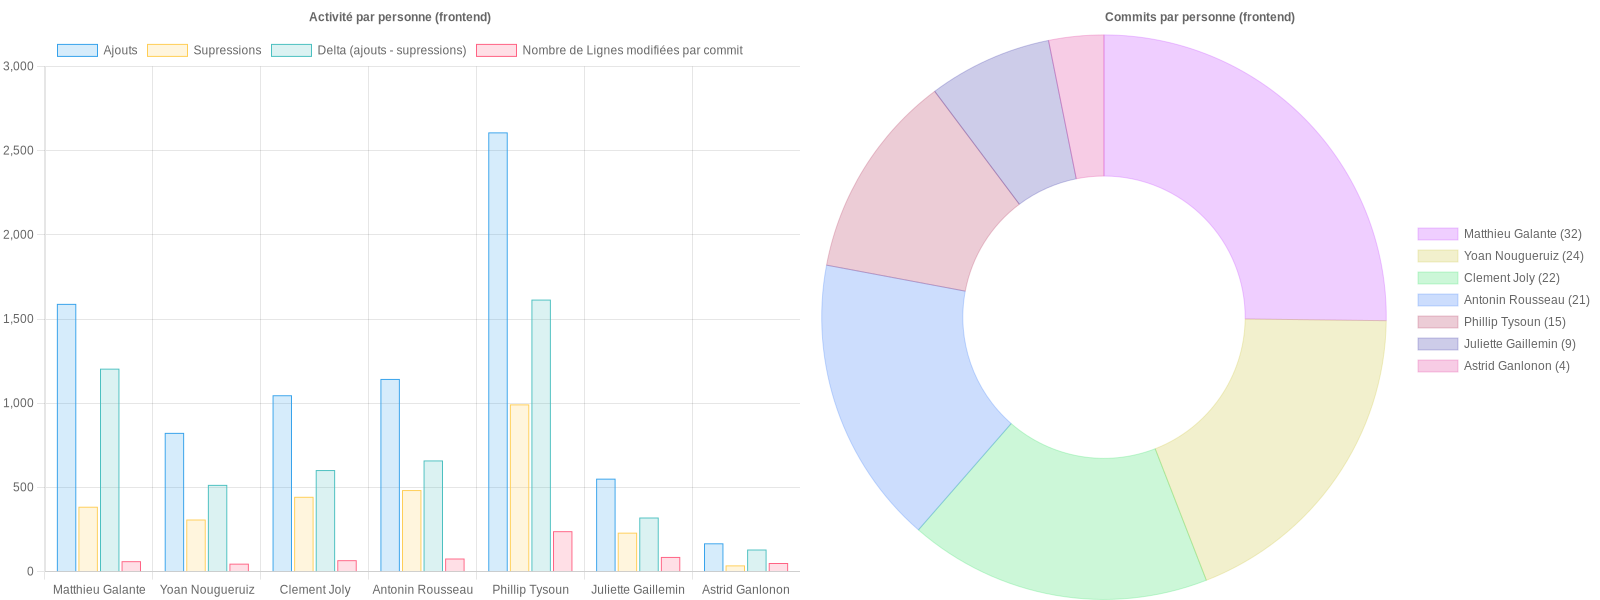 Activité par personne (frontend)
Ajouts
Supressions
Delta (ajouts - supressions)
Nombre de Lignes modifiées par commit
3,000
2,500
2,000
1,500
1,000
500
0
Matthieu Galante
Yoan Nougueruiz
Clement Joly
Antonin Rousseau
Phillip Tysoun
Juliette Gaillemin
Astrid Ganlonon
Commits par personne (frontend)
Matthieu Galante (32)
Yoan Nougueruiz (24)
Clement Joly (22)
Antonin Rousseau (21)
Phillip Tysoun (15)
Juliette Gaillemin (9)
Astrid Ganlonon (4)